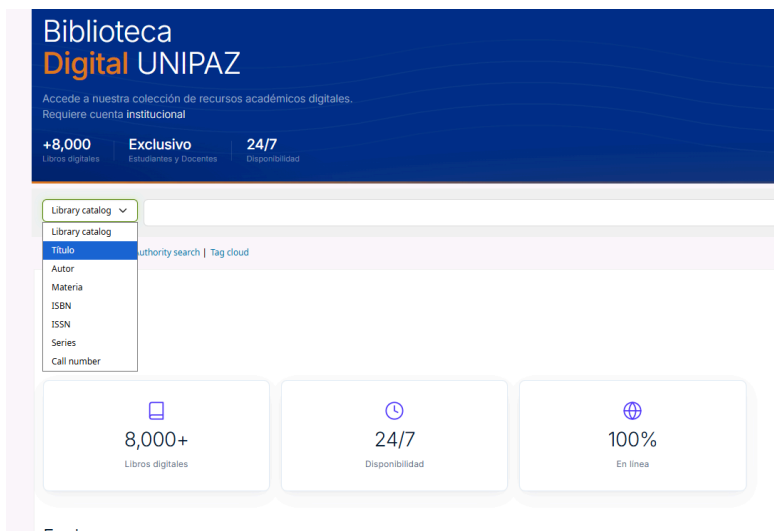 Biblioteca
Digital UNIPAZ
Accede a nuestra colección de recursos académicos digitales.
Requiere cuenta institucional
+8,000 Exclusivo 24/7
Libros digitales Estudiantes y Docentes Disponibilidad
Library catalog
Library catalog
Título
uthority search | Tag cloud
Autor
Materia
ISBN
ISSN
Series
Call number
8,000+ 24/7 100%
Libros digitales Disponibilidad En línea